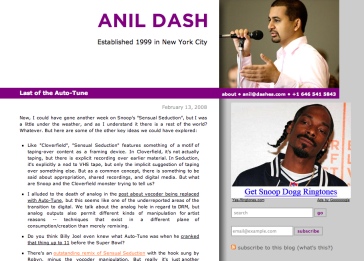 ANIL DASH
Established 1999 in New York City
Last of the Auto-Tune
about • anil@dashes.com • +1 646 541 5843
February 13, 2008
Now, I could have gone week on Snoop's "Sensual Seduction", but I was
a little under the weather, and as I understand there is a rest of the world?
Whatever. But here are some of the other key ideas we could have explored:
Like "Cloverfield", "Sensual Seduction" features something of a motif of
taping-over content as a framing device. In Cloverfield, it's not actually
taping, but there is explicit recording over earlier material. In Seduction,
it's explicitly a nod to VHS tape, but only the implicit suggestion of taping
over something else. But as a common concept, there is something to be
said about appropriation, shared recordings, and digital media. But what
are Snoop and the Cloverfield monster trying to tell us?
I alluded to the death of analog in the post about vocoder being replaced
with Auto-Tune, but this seems like one of the underreported areas of the
transition to digital. We talk about the analog hole in regard to DRM, but
analog outputs also permit different kinds of manipulation for artist
reasons -- techniques that exist in a different plane of
consumption/creation than merely remixing.
Do you think Billy Joel even knew what Auto-Tune was when he cranked
that thing up to 11 before the Super Bowl?
There's an outstanding remix of Sensual Seduction with the hook sung by
Robyn, minus the vocoder manipulation. But really it's just another
Get Snoop Dogg Ringtones
Ads by Google
search
go
email@example.com
subscribe
subscribe to this blog (what's this?)